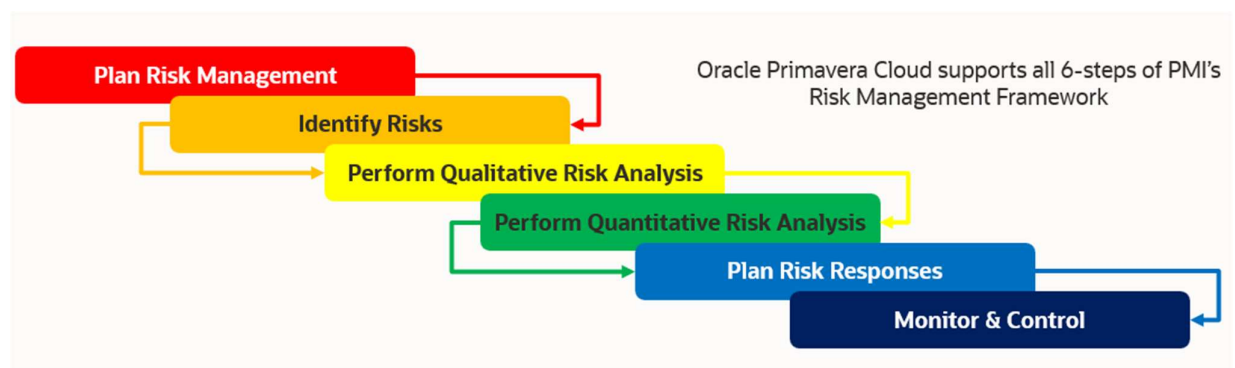 Plan Risk Management
Oracle Primavera Cloud supports all 6-steps of PMI's
Risk Management Framework
Identify Risks
Perform Qualitative Risk Analysis
Perform Quantitative Risk Analysis
Plan Risk Responses
Monitor & Control